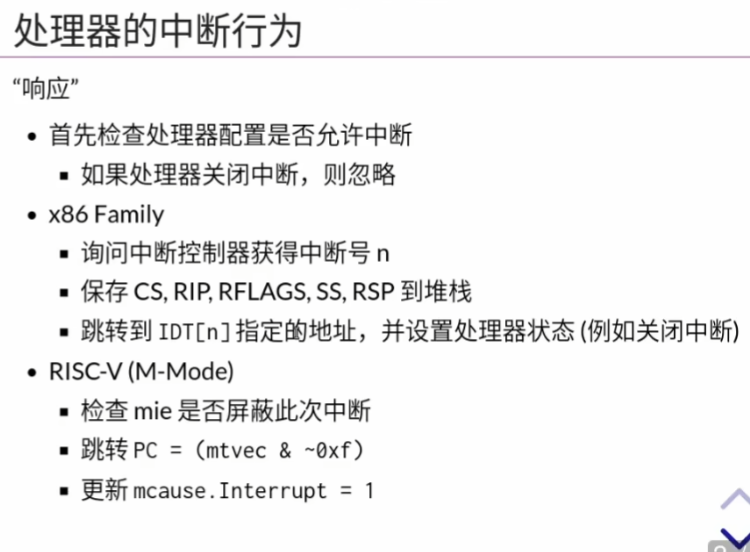 处理器的中断行为
“响应”
• 首先检查处理器配置是否允许中断
▪ 如果处理器关闭中断，则忽略
• x86 Family
▪ 询问中断控制器获得中断号 n
▪ 保存 CS, RIP, RFLAGS, SS, RSP 到堆栈
▪ 跳转到 IDT[n] 指定的地址，并设置处理器状态 (例如关闭中断)
• RISC-V (M-Mode)
▪ 检查 mie 是否屏蔽此次中断
▪ 跳转 PC = (mtvec & ~0xf)
▪ 更新 mcause.Interrupt = 1